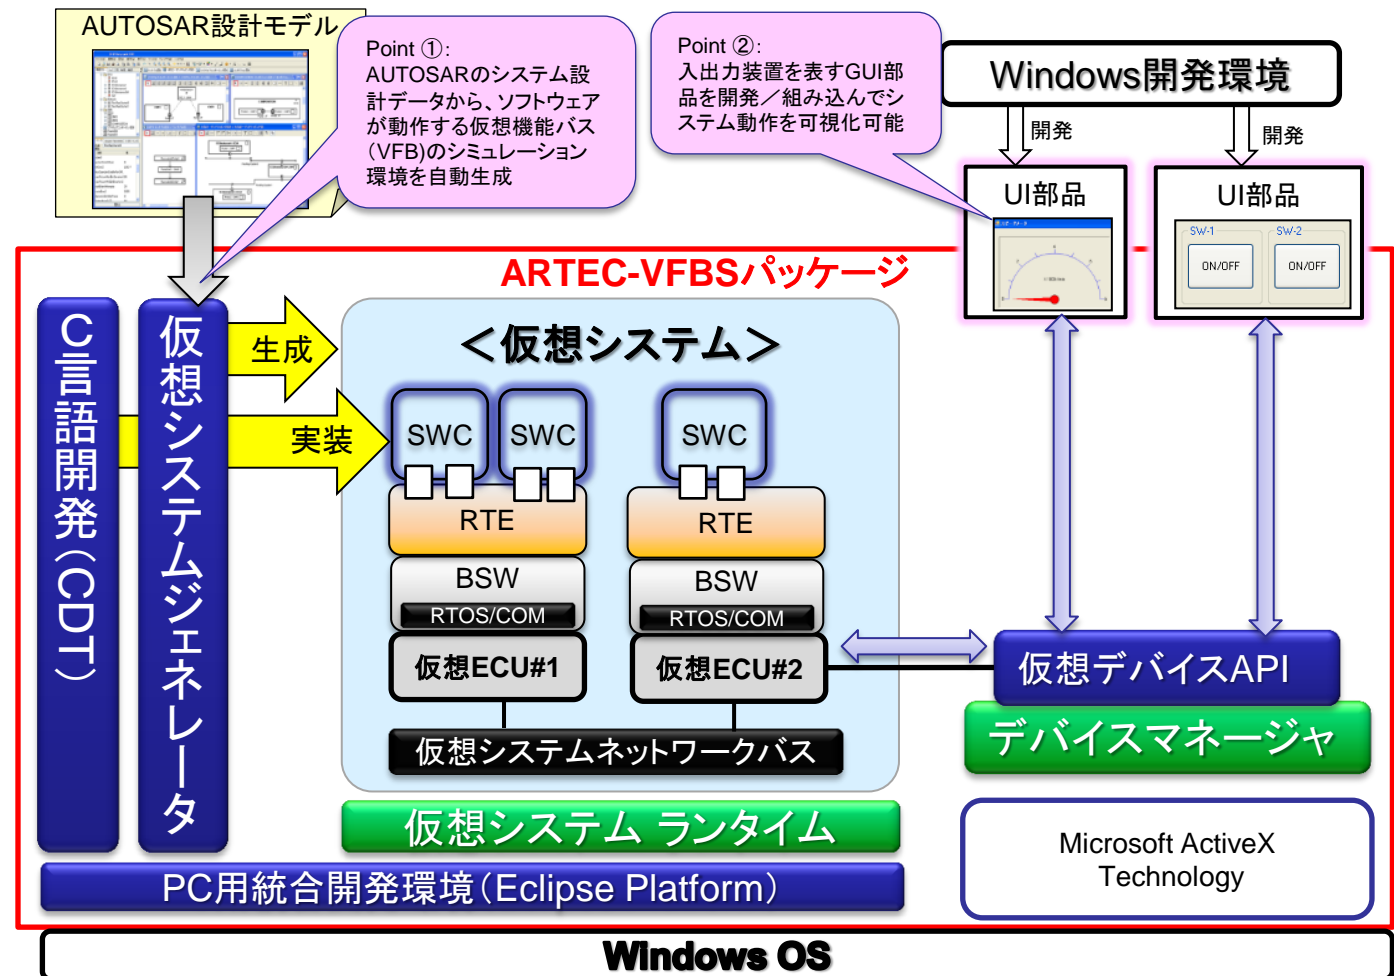 AUTOSAR設計モデル
Point ①：
AUTOSARのシステム設
計データから、ソフトウェア
が動作する仮想機能バス
（VFB)のシミュレーション
環境を自動生成
Point ②：
入出力装置を表すGUI部
品を開発／組み込んでシ
ステム動作を可視化可能
Windows開発環境
開発
開発
UI部品
UI部品
SW-1
SW-2
ON/OFF
ON/OFF
ARTEC-VFBSパッケージ
C言語開発（CDT）
仮想システムジェネレータ
生成
実装
＜仮想システム＞
SWC
SWC
SWC
RTE
RTE
BSW
BSW
RTOS/COM
RTOS/COM
仮想ECU#1
仮想ECU#2
仮想システムネットワークバス
仮想デバイスAPI
デバイスマネージャ
仮想システム ランタイム
Microsoft ActiveX
Technology
PC用統合開発環境（Eclipse Platform）
Windows OS